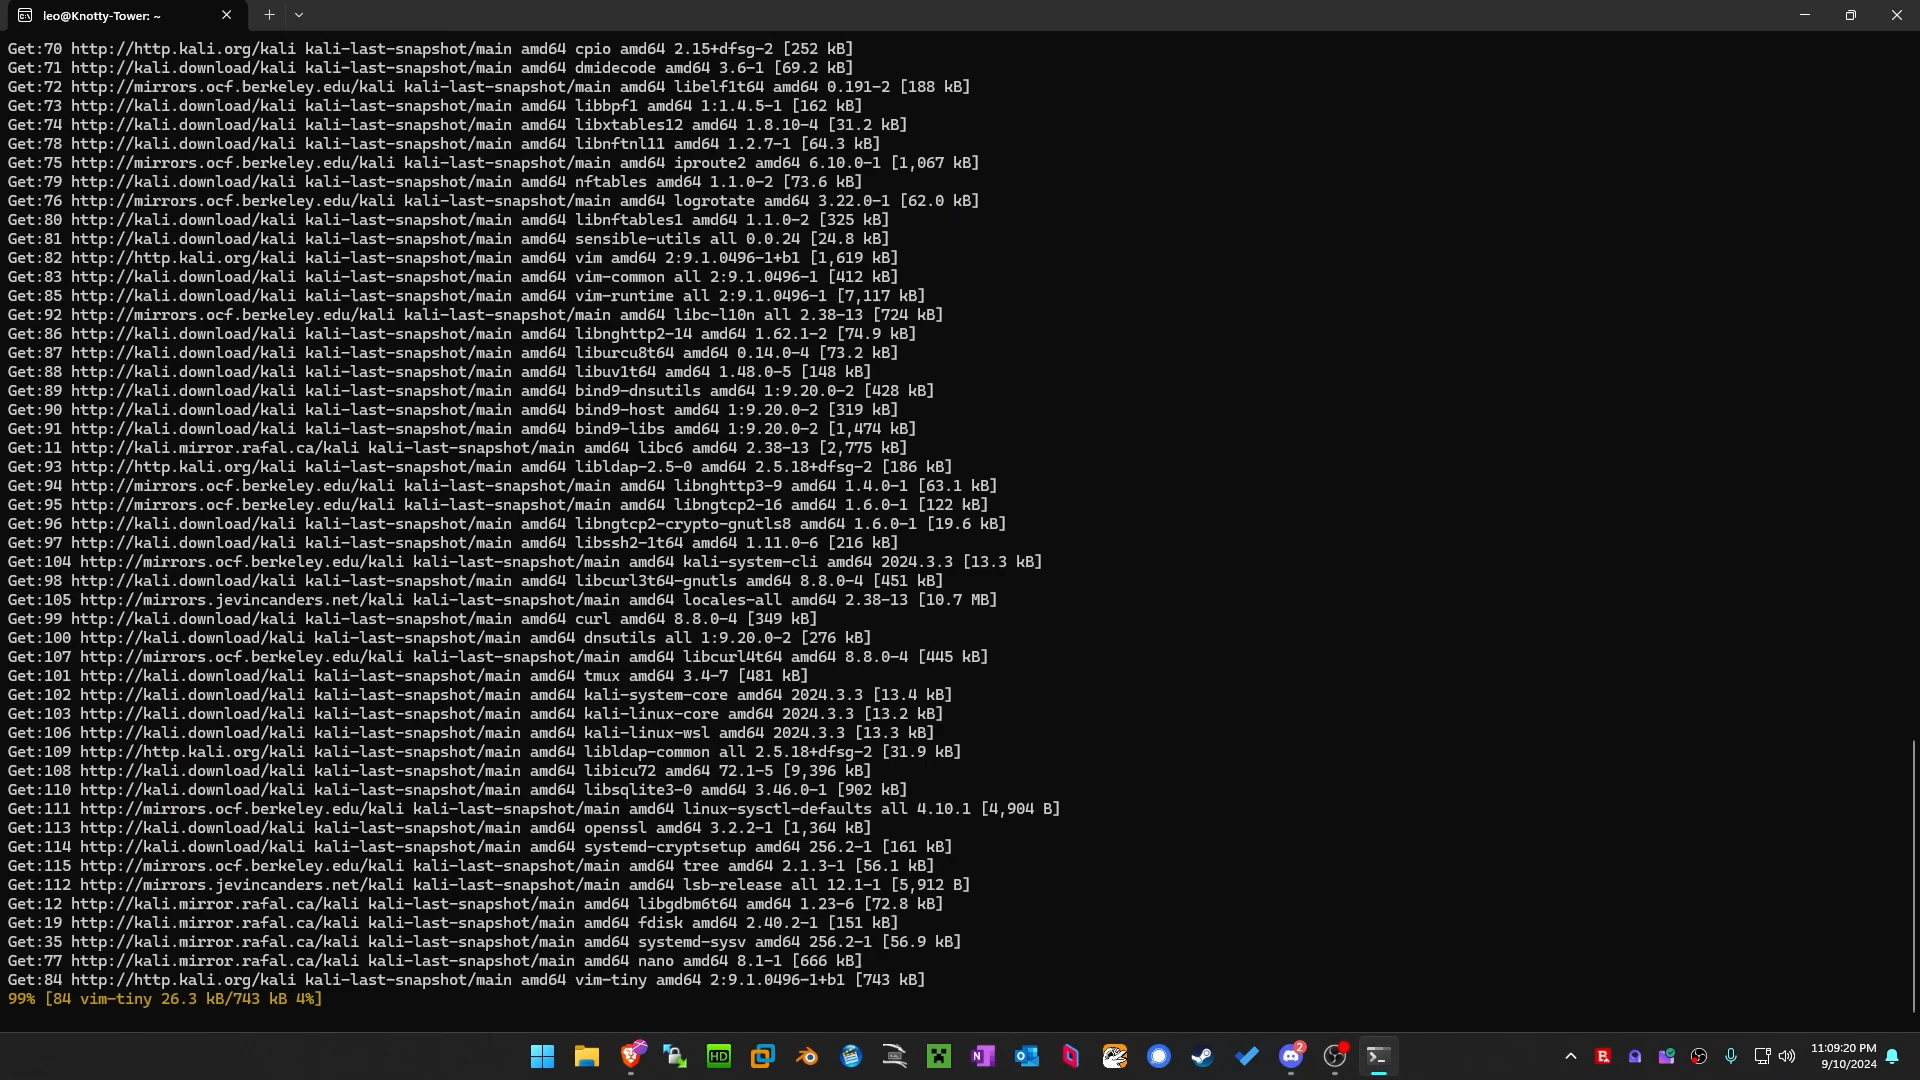 leo@Knotty-Tower: ~
Get:70 http://http.kali.org/kali kali-last-snapshot/main amd64 cpio amd64 2.15+dfsg-2 [252 kB]
Get:71 http://kali.download/kali kali-last-snapshot/main amd64 dmidecode amd64 3.6-1 [69.2 kB]
Get:72 http://mirrors.ocf.berkeley.edu/kali kali-last-snapshot/main amd64 libelf1t64 amd64 0.191-2 [188 kB]
Get:73 http://kali.download/kali kali-last-snapshot/main amd64 libbpf1 amd64 1:1.4.5-1 [162 kB]
Get:74 http://kali.download/kali kali-last-snapshot/main amd64 libxtables12 amd64 1.8.10-4 [31.2 kB]
Get:78 http://kali.download/kali kali-last-snapshot/main amd64 libnftnl11 amd64 1.2.7-1 [64.3 kB]
Get:75 http://mirrors.ocf.berkeley.edu/kali kali-last-snapshot/main amd64 iproute2 amd64 6.10.0-1 [1,067 kB]
Get:79 http://kali.download/kali kali-last-snapshot/main amd64 nftables amd64 1.1.0-2 [73.6 kB]
Get:76 http://mirrors.ocf.berkeley.edu/kali kali-last-snapshot/main amd64 logrotate amd64 3.22.0-1 [62.0 kB]
Get:80 http://kali.download/kali kali-last-snapshot/main amd64 libnftables1 amd64 1.1.0-2 [325 kB]
Get:81 http://kali.download/kali kali-last-snapshot/main amd64 sensible-utils all 0.0.24 [24.8 kB]
Get:82 http://http.kali.org/kali kali-last-snapshot/main amd64 vim amd64 2:9.1.0496-1+b1 [1,619 kB]
Get:83 http://kali.download/kali kali-last-snapshot/main amd64 vim-common all 2:9.1.0496-1 [412 kB]
Get:85 http://kali.download/kali kali-last-snapshot/main amd64 vim-runtime all 2:9.1.0496-1 [7,117 kB]
Get:92 http://mirrors.ocf.berkeley.edu/kali kali-last-snapshot/main amd64 libc-l10n all 2.38-13 [724 kB]
Get:86 http://kali.download/kali kali-last-snapshot/main amd64 libnghttp2-14 amd64 1.62.1-2 [74.9 kB]
Get:87 http://kali.download/kali kali-last-snapshot/main amd64 liburcu8t64 amd64 0.14.0-4 [73.2 kB]
Get:88 http://kali.download/kali kali-last-snapshot/main amd64 libuv1t64 amd64 1.48.0-5 [148 kB]
Get:89 http://kali.download/kali kali-last-snapshot/main amd64 bind9-dnsutils amd64 1:9.20.0-2 [428 kB]
Get:90 http://kali.download/kali kali-last-snapshot/main amd64 bind9-host amd64 1:9.20.0-2 [319 kB]
Get:91 http://kali.download/kali kali-last-snapshot/main amd64 bind9-libs amd64 1:9.20.0-2 [1,474 kB]
Get:11 http://kali.mirror.rafal.ca/kali kali-last-snapshot/main amd64 libc6 amd64 2.38-13 [2,775 kB]
Get:93 http://http.kali.org/kali kali-last-snapshot/main amd64 libldap-2.5-0 amd64 2.5.18+dfsg-2 [186 kB]
Get:94 http://mirrors.ocf.berkeley.edu/kali kali-last-snapshot/main amd64 libnghttp3-9 amd64 1.4.0-1 [63.1 kB]
Get:95 http://mirrors.ocf.berkeley.edu/kali kali-last-snapshot/main amd64 libngtcp2-16 amd64 1.6.0-1 [122 kB]
Get:96 http://kali.download/kali kali-last-snapshot/main amd64 libngtcp2-crypto-gnutls8 amd64 1.6.0-1 [19.6 kB]
Get:97 http://kali.download/kali kali-last-snapshot/main amd64 libssh2-1t64 amd64 1.11.0-6 [216 kB]
Get:104 http://mirrors.ocf.berkeley.edu/kali kali-last-snapshot/main amd64 kali-system-cli amd64 2024.3.3 [13.3 kB]
Get:98 http://kali.download/kali kali-last-snapshot/main amd64 libcurl3t64-gnutls amd64 8.8.0-4 [451 kB]
Get:105 http://mirrors.jevincanders.net/kali kali-last-snapshot/main amd64 locales-all amd64 2.38-13 [10.7 MB]
Get:99 http://kali.download/kali kali-last-snapshot/main amd64 curl amd64 8.8.0-4 [349 kB]
Get:100 http://kali.download/kali kali-last-snapshot/main amd64 dnsutils all 1:9.20.0-2 [276 kB]
Get:107 http://mirrors.ocf.berkeley.edu/kali kali-last-snapshot/main amd64 libcurl4t64 amd64 8.8.0-4 [445 kB]
Get:101 http://kali.download/kali kali-last-snapshot/main amd64 tmux amd64 3.4-7 [481 kB]
Get:102 http://kali.download/kali kali-last-snapshot/main amd64 kali-system-core amd64 2024.3.3 [13.4 kB]
Get:103 http://kali.download/kali kali-last-snapshot/main amd64 kali-linux-core amd64 2024.3.3 [13.2 kB]
Get:106 http://kali.download/kali kali-last-snapshot/main amd64 kali-linux-wsl amd64 2024.3.3 [13.3 kB]
Get:109 http://http.kali.org/kali kali-last-snapshot/main amd64 libldap-common all 2.5.18+dfsg-2 [31.9 kB]
Get:108 http://kali.download/kali kali-last-snapshot/main amd64 libicu72 amd64 72.1-5 [9,396 kB]
Get:110 http://kali.download/kali kali-last-snapshot/main amd64 libsqlite3-0 amd64 3.46.0-1 [902 kB]
Get:111 http://mirrors.ocf.berkeley.edu/kali kali-last-snapshot/main amd64 linux-sysctl-defaults all 4.10.1 [4,904 B]
Get:113 http://kali.download/kali kali-last-snapshot/main amd64 openssl amd64 3.2.2-1 [1,364 kB]
Get:114 http://kali.download/kali kali-last-snapshot/main amd64 systemd-cryptsetup amd64 256.2-1 [161 kB]
Get:115 http://mirrors.ocf.berkeley.edu/kali kali-last-snapshot/main amd64 tree amd64 2.1.3-1 [56.1 kB]
Get:112 http://mirrors.jevincanders.net/kali kali-last-snapshot/main amd64 lsb-release all 12.1-1 [5,912 B]
Get:12 http://kali.mirror.rafal.ca/kali kali-last-snapshot/main amd64 libgdbm6t64 amd64 1.23-6 [72.8 kB]
Get:19 http://kali.mirror.rafal.ca/kali kali-last-snapshot/main amd64 fdisk amd64 2.40.2-1 [151 kB]
Get:35 http://kali.mirror.rafal.ca/kali kali-last-snapshot/main amd64 systemd-sysv amd64 256.2-1 [56.9 kB]
Get:77 http://kali.mirror.rafal.ca/kali kali-last-snapshot/main amd64 nano amd64 8.1-1 [666 kB]
Get:84 http://http.kali.org/kali kali-last-snapshot/main amd64 vim-tiny amd64 2:9.1.0496-1+b1 [743 kB]
99% [84 vim-tiny 26.3 kB/743 kB 4%]
HD
N
2
B
11:09:20 PM
9/10/2024